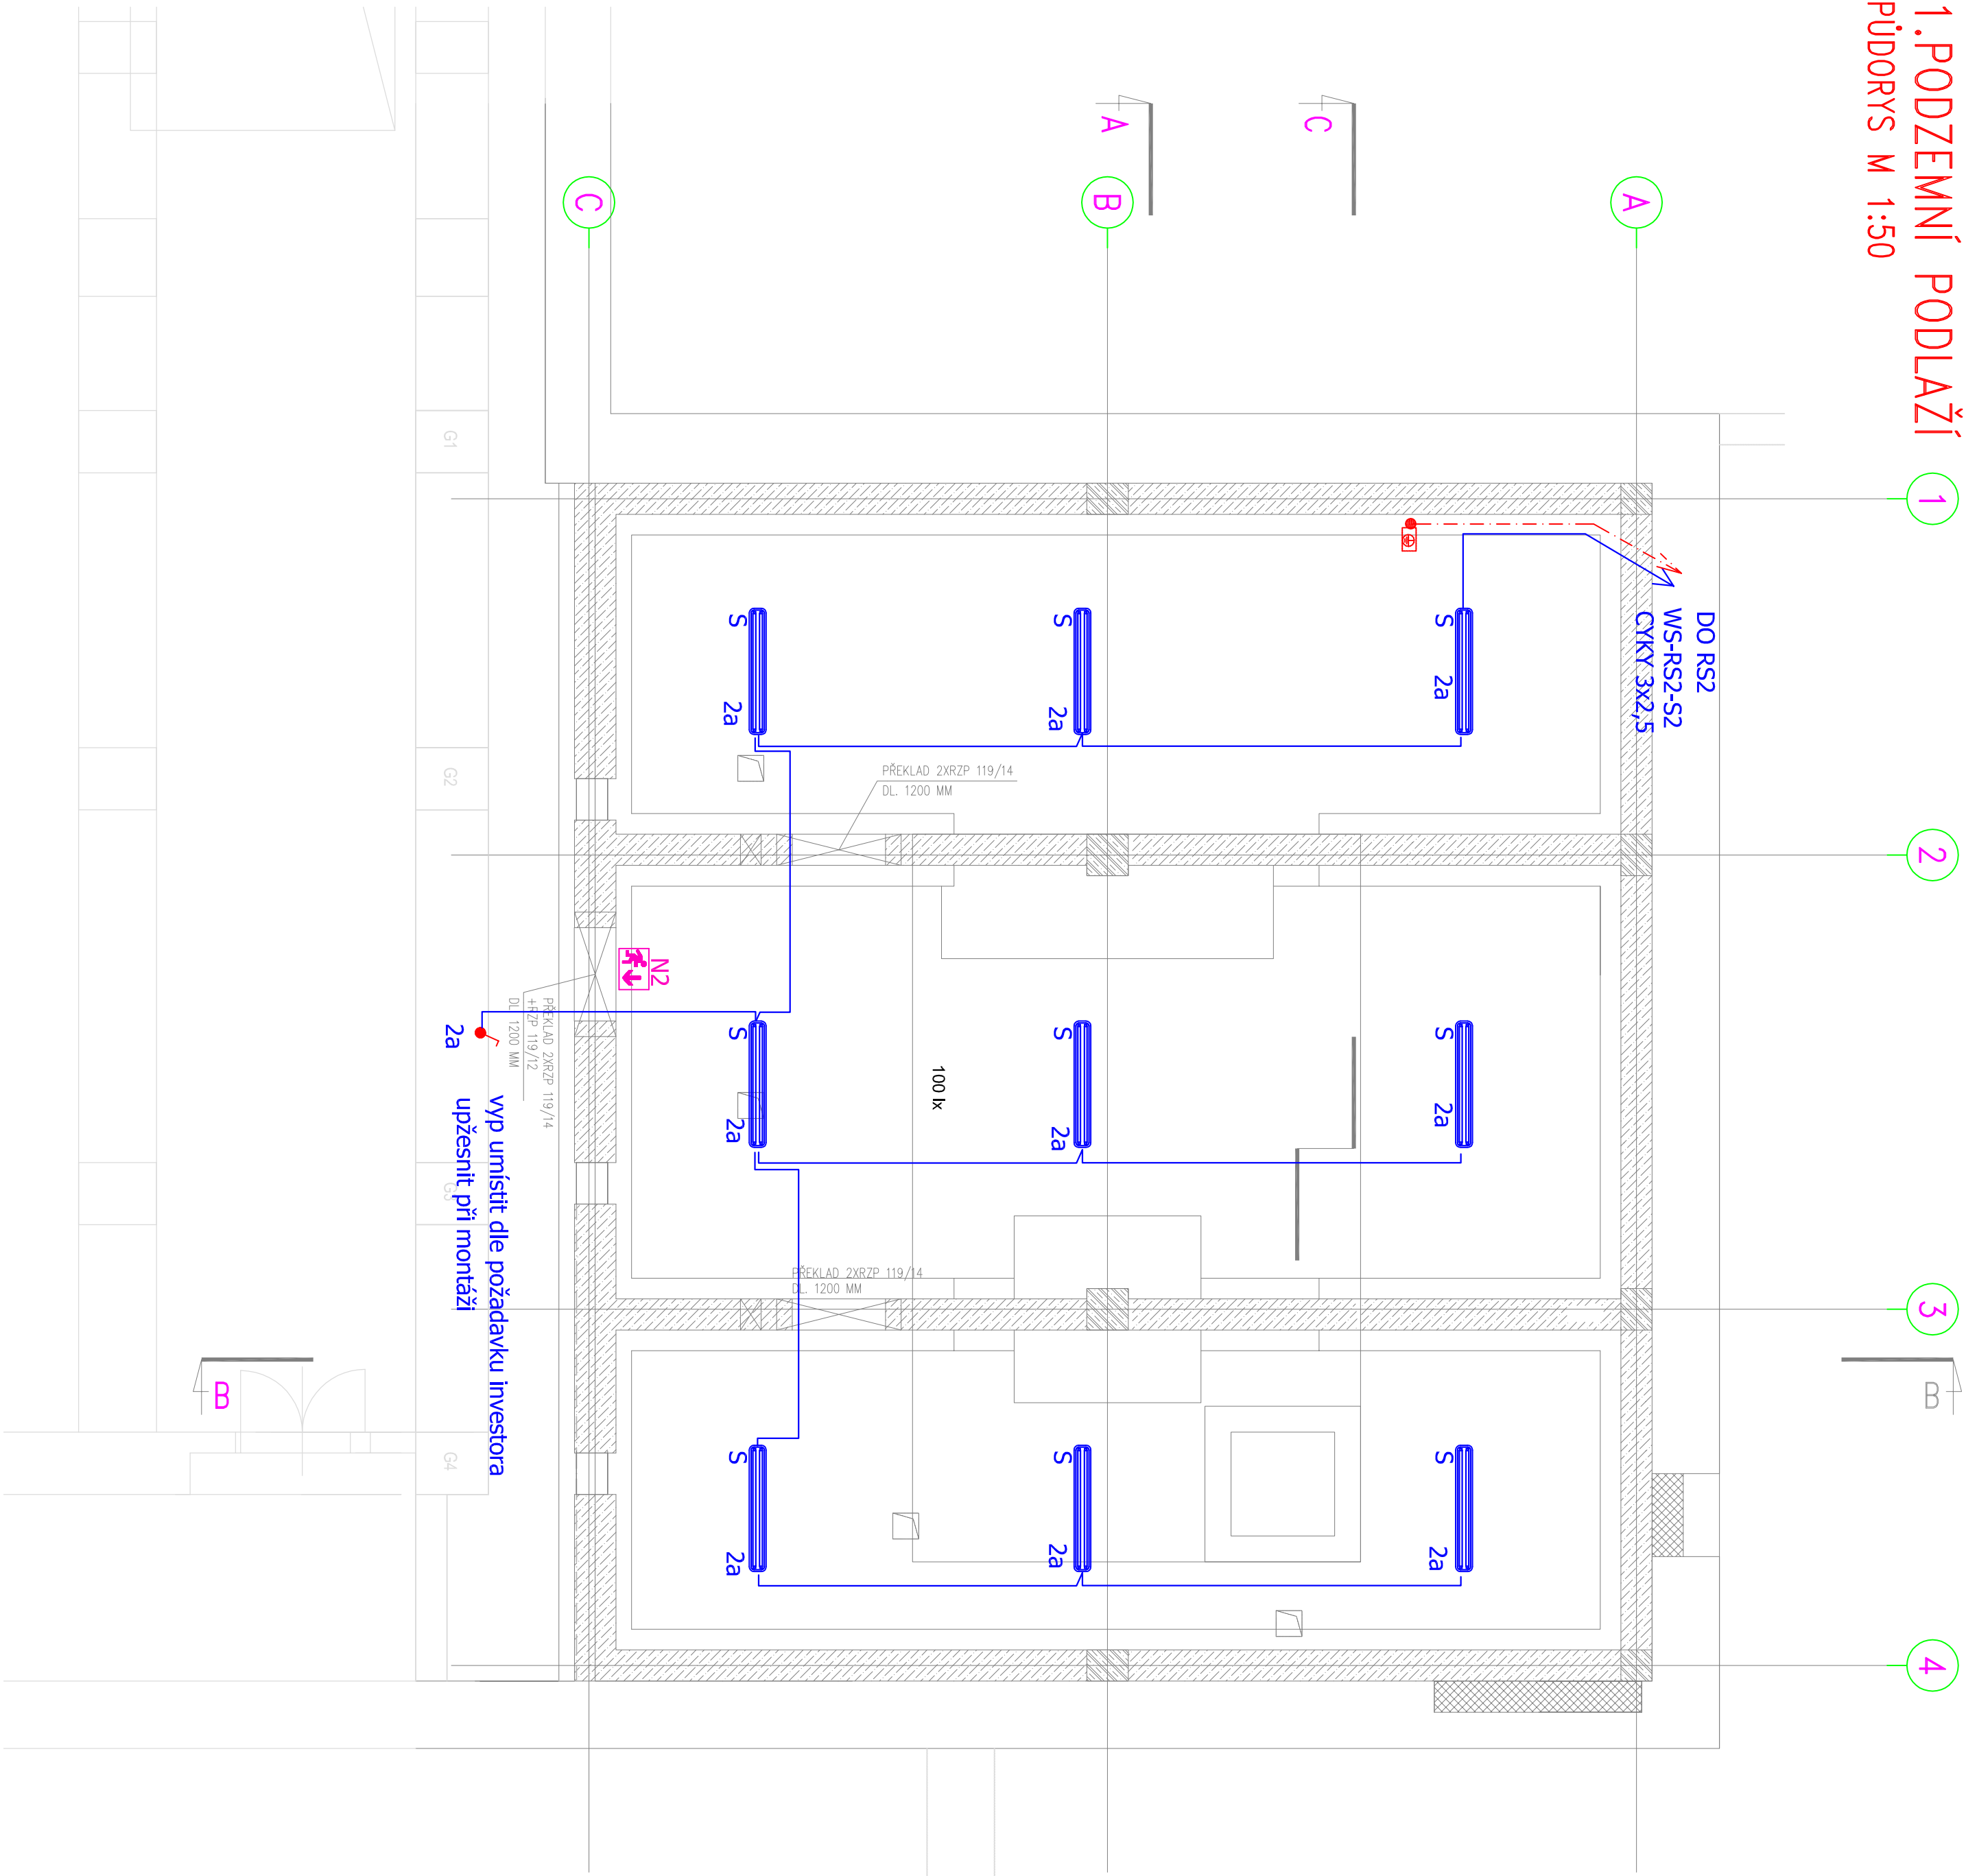 1.PODZEMNÍ PODLAŽÍ
PŮDORYS M 1:50
1
2
3
4
A
B
C
A
C
B
B
DO RS2
WS-RS2-S2
CYKY 3x2,5
S
2a
S
2a
S
2a
PŘEKLAD 2XRZP 119/14
DL. 1200 MM
S
2a
S
2a
S
2a
100 lx
N2
PŘEKLAD 2XRZP 119/14
+RZP 119/12
DL. 1200 MM
2a
vyp umístit dle požadavku investora
upžesnit při montáži
PŘEKLAD 2XRZP 119/14
DL. 1200 MM
S
2a
S
2a
S
2a
G1
G2
G3
G4